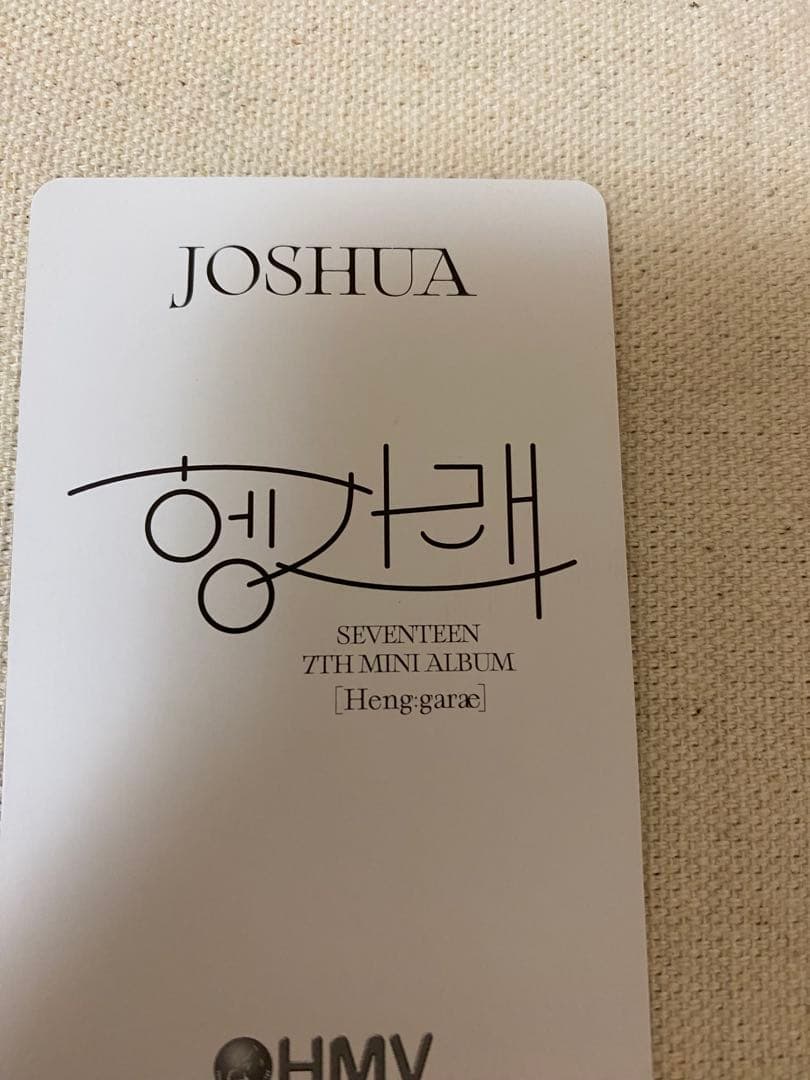 JOSHUA
헹가래
SEVENTEEN
7TH MINI ALBUM
[Heng:garæ]
HMV